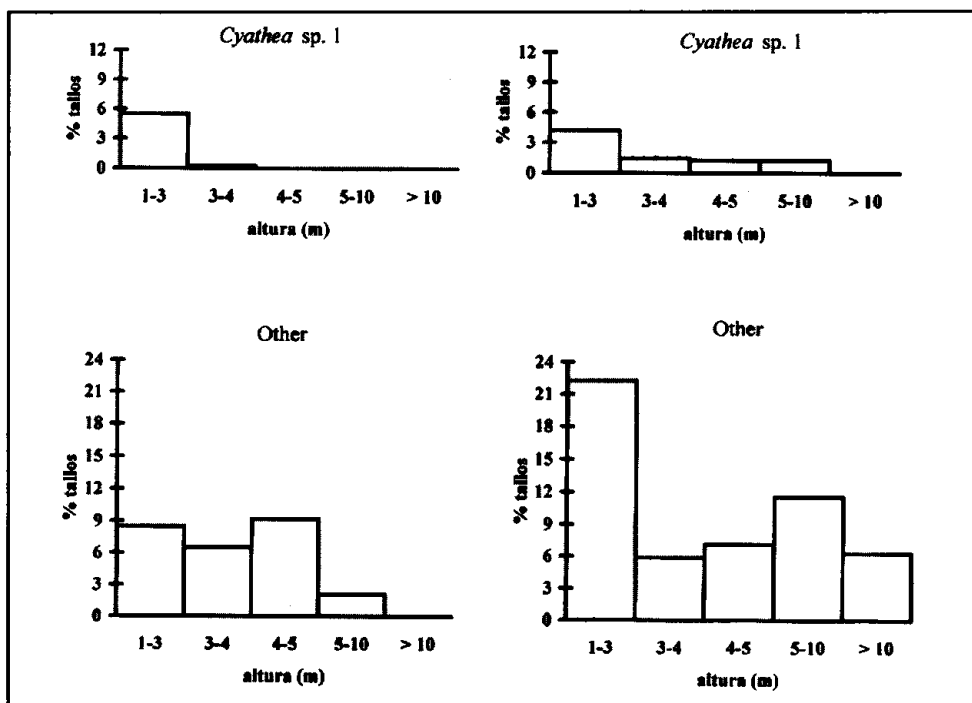 Cyathea sp. 1
12
9
6
3
0
% tallos
1-3 3-4 4-5 5-10 > 10
altura (m)
Cyathea sp. 1
12
9
6
3
0
% tallos
1-3 3-4 4-5 5-10 > 10
altura (m)
Other
24
21
18
15
12
9
6
3
0
% tallos
1-3 3-4 4-5 5-10 > 10
altura (m)
Other
24
21
18
15
12
9
6
3
0
% tallos
1-3 3-4 4-5 5-10 > 10
altura (m)